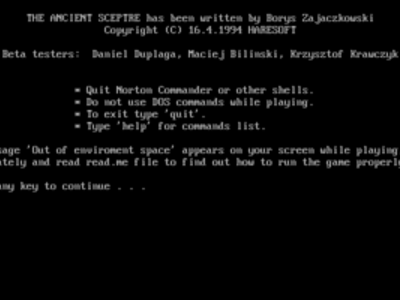 THE ANCIENT SCEPTRE has been written by Borys Zajaczkowski
Copyright (C) 16.4.1994 HARESOFT
Beta testers: Daniel Duplaga, Maciej Bilinski, Krzysztof Krawczyk
* Quit Norton Commander or other shells.
* Do not use DOS commands while playing.
* To exit type 'quit'.
* Type 'help' for commands list.
sage 'Out of enviroment space' appears on your screen while playing
ately and read read.me file to find out how to run the game properly
any key to continue . . .